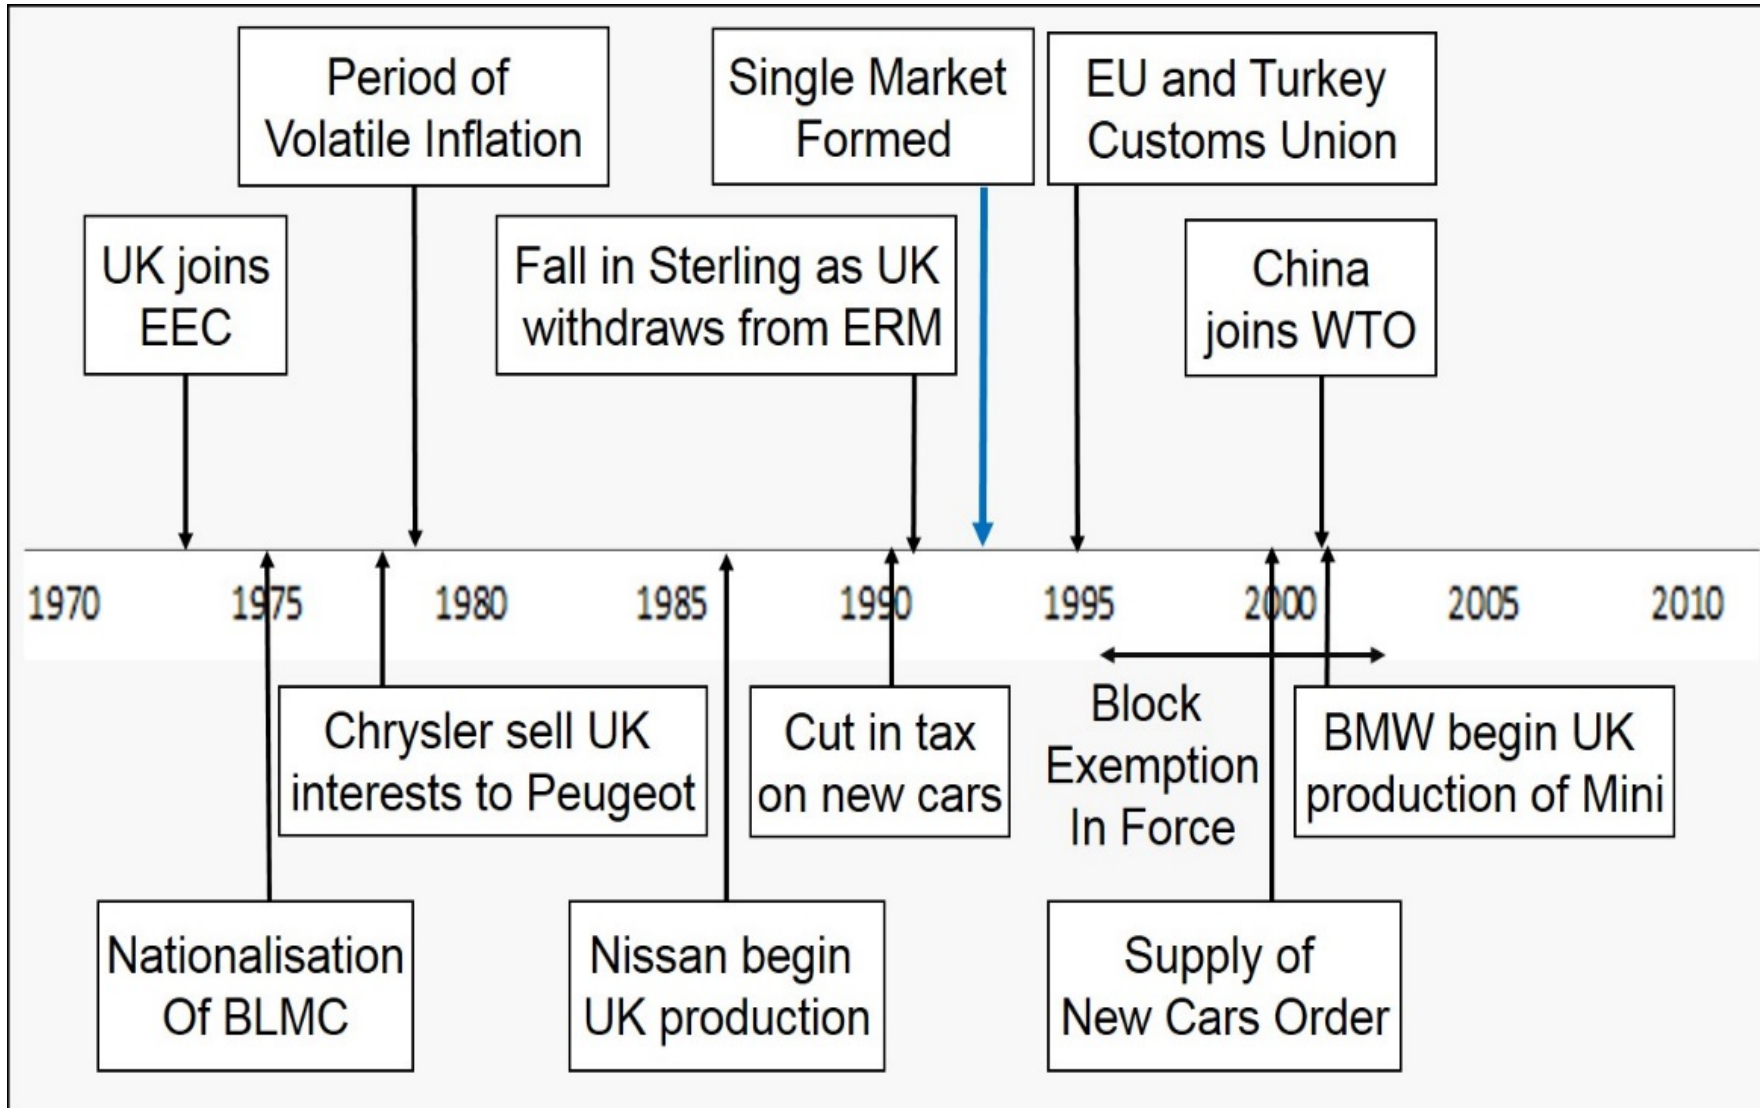 Period of
Volatile Inflation
Single Market
Formed
EU and Turkey
Customs Union
UK joins
EEC
Fall in Sterling as UK
withdraws from ERM
China
joins WTO
1970 1975 1980 1985 1990 1995 2000 2005 2010
Chrysler sell UK
interests to Peugeot
Cut in tax
on new cars
Block
Exemption
In Force
BMW begin UK
production of Mini
Nationalisation
Of BLMC
Nissan begin
UK production
Supply of
New Cars Order